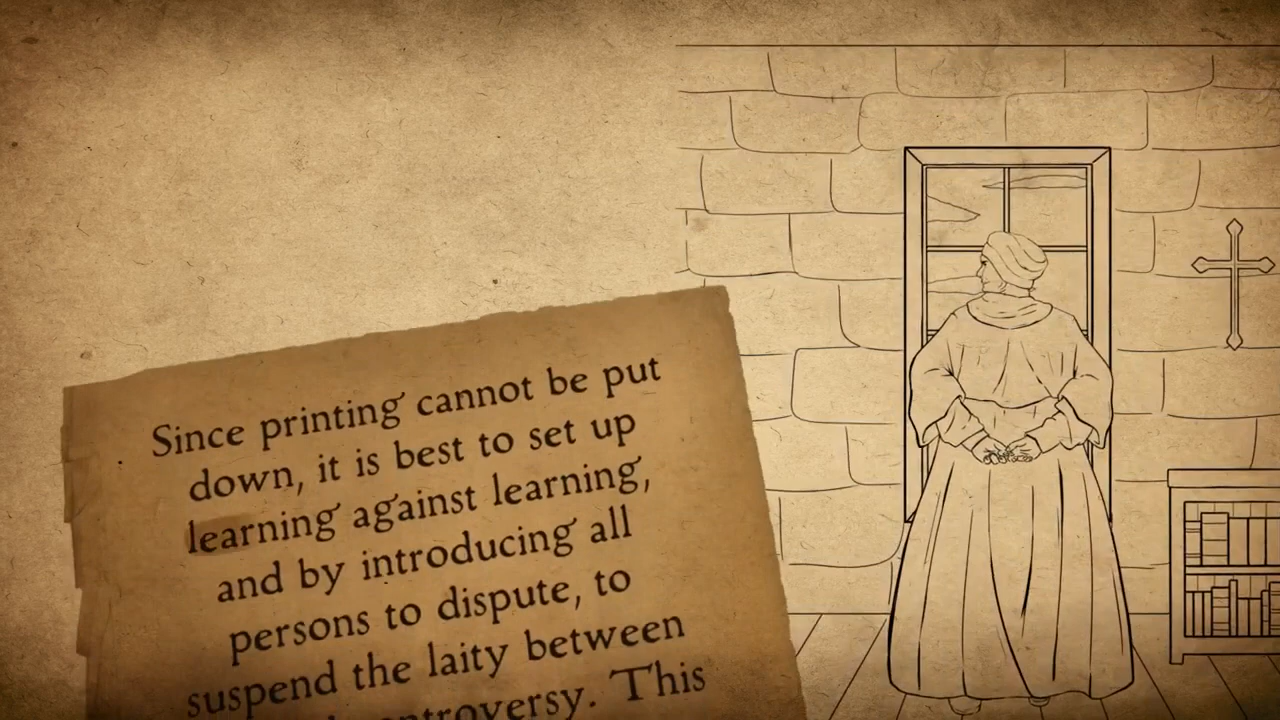 Since printing cannot be put
down, it is best to set up
learning against learning,
and by introducing all
persons to dispute, to
suspend the laity between
controversy. This